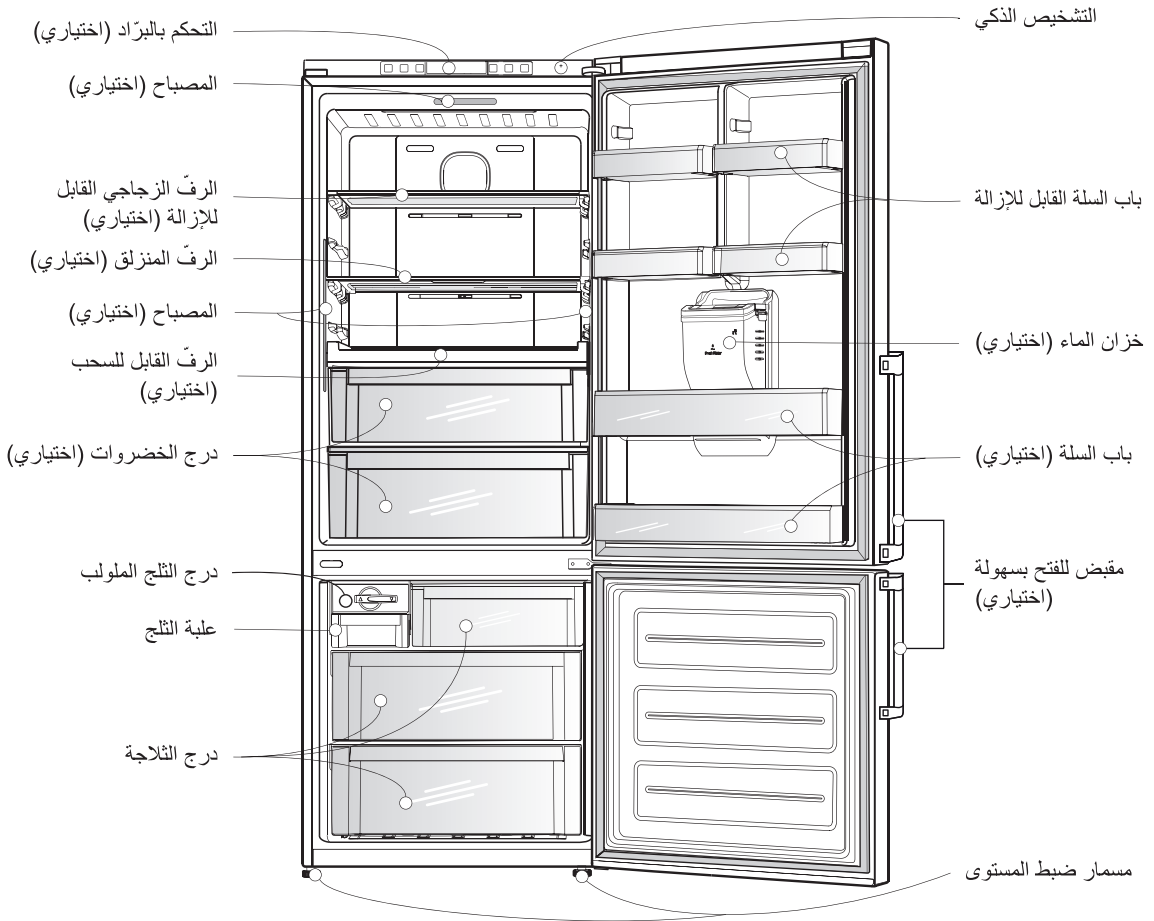 التشخيص الذكي
التحكم بالبرّاد (اختياري)
المصباح (اختياري)
الرفّ الزجاجي القابل
للإزالة (اختياري)
الرفّ المنزلق (اختياري)
المصباح (اختياري)
الرفّ القابل للسحب
(اختياري)
درج الخضروات (اختياري)
درج الثلج الملولب
علبة الثلج
درج الثلاجة
باب السلة القابل للإزالة
خزان الماء (اختياري)
باب السلة (اختياري)
مقبض للفتح بسهولة
(اختياري)
مسمار ضبط المستوى